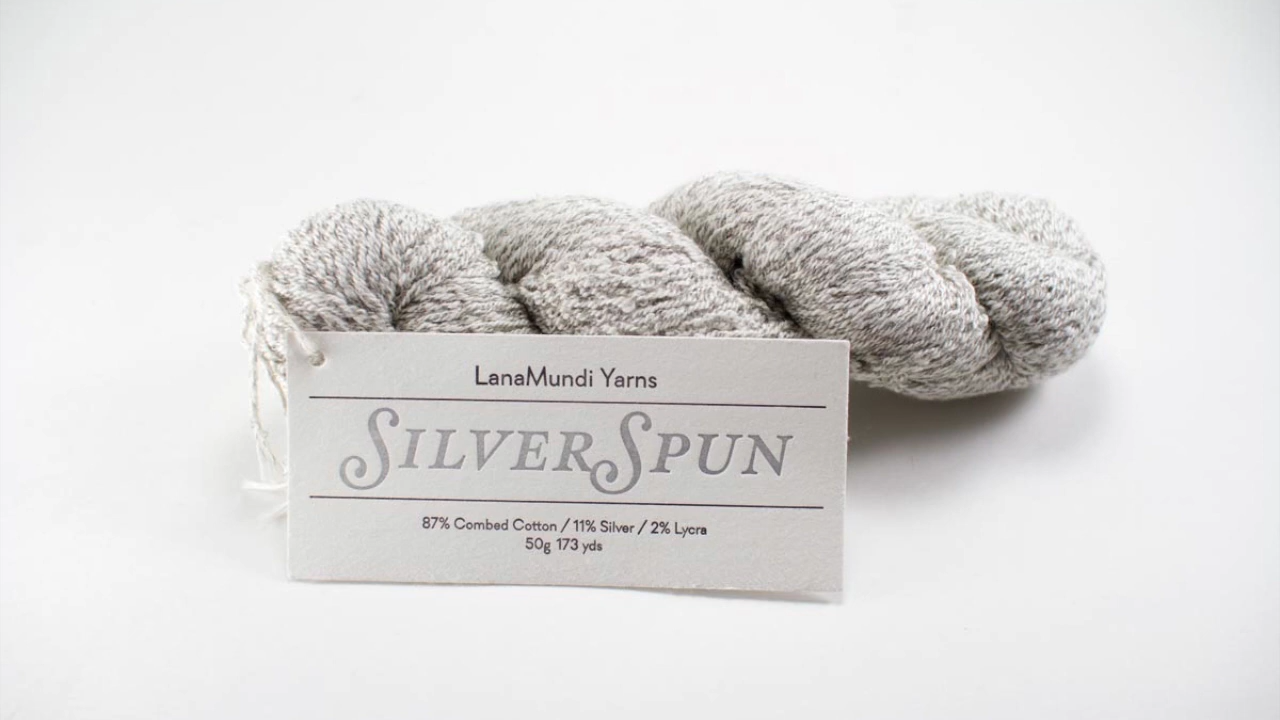 LanaMundi Yarns
SILVERSPUN
87% Combed Cotton / 11% Silver / 2% Lycra
50g 173 yds